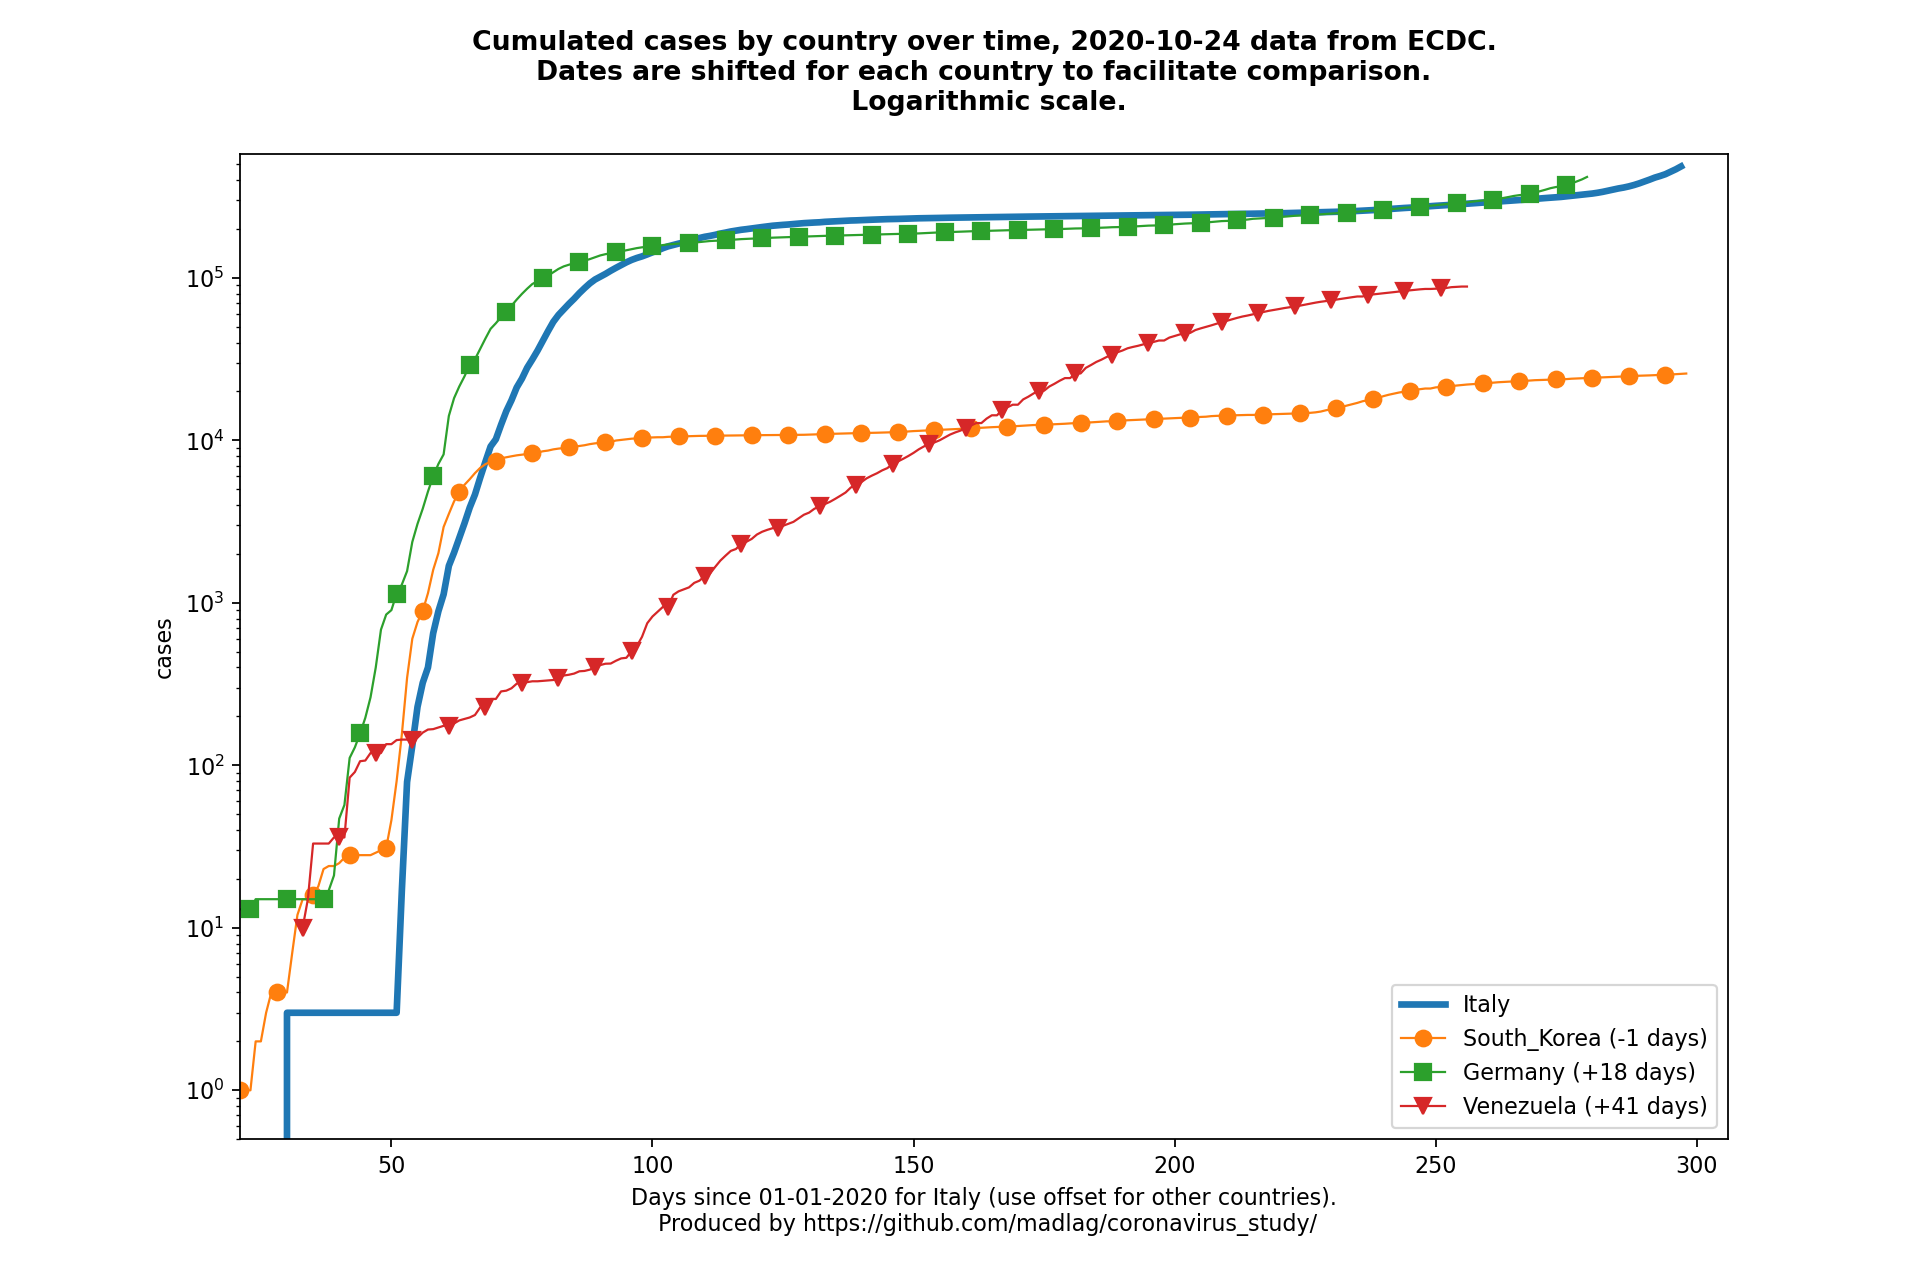 Cumulated cases by country over time, 2020-10-24 data from ECDC.
Dates are shifted for each country to facilitate comparison.
Logarithmic scale.
cases
10^5
10^4
10^3
10^2
10^1
10^0
50 100 150 200 250 300
Italy
South_Korea (-1 days)
Germany (+18 days)
Venezuela (+41 days)
Days since 01-01-2020 for Italy (use offset for other countries).
Produced by https://github.com/madlag/coronavirus_study/